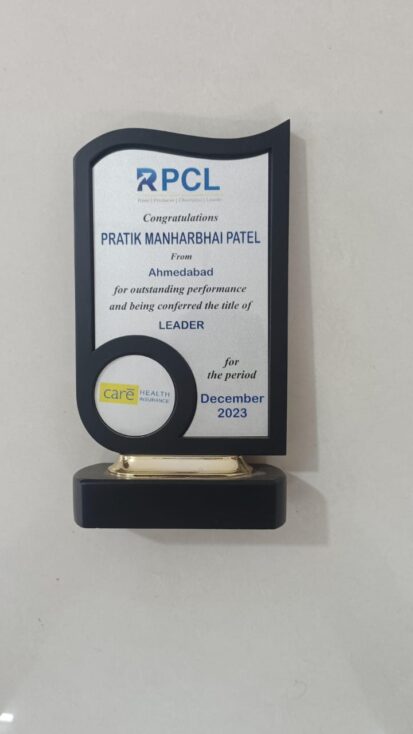 RPCL
Congratulations
PRATIK MANHARBHAI PATEL
From
Ahmedabad
for outstanding performance
and being conferred the title of
LEADER
for
the period
December
2023
care HEALTH
INSURANCE